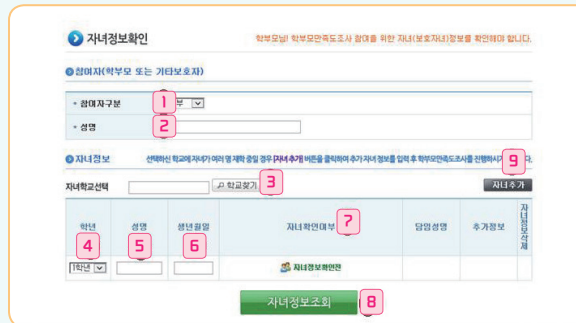 자녀정보확인
학부모님! 학부모만족도조사 참여를 위한 자녀(보호자녀)정보를 확인해야 합니다.
참여자(학부모 또는 기타보호자)
참여자구분
1
부
성명
2
자녀정보
선택하신 학교에 자녀가 여러 명 재학 중일 경우 [자녀 추가] 버튼을 클릭하여 추가 자녀 정보를 입력 후 학부모만족도조사를 진행하시기
다.
9
자녀학교선택
학교찾기
3
자녀추가
학년 성명 생년월일 자녀확인여부 7 담임성명 추가정보 자녀정보삭제
4 5 6
1학년 자녀정보확인전
자녀정보조회 8